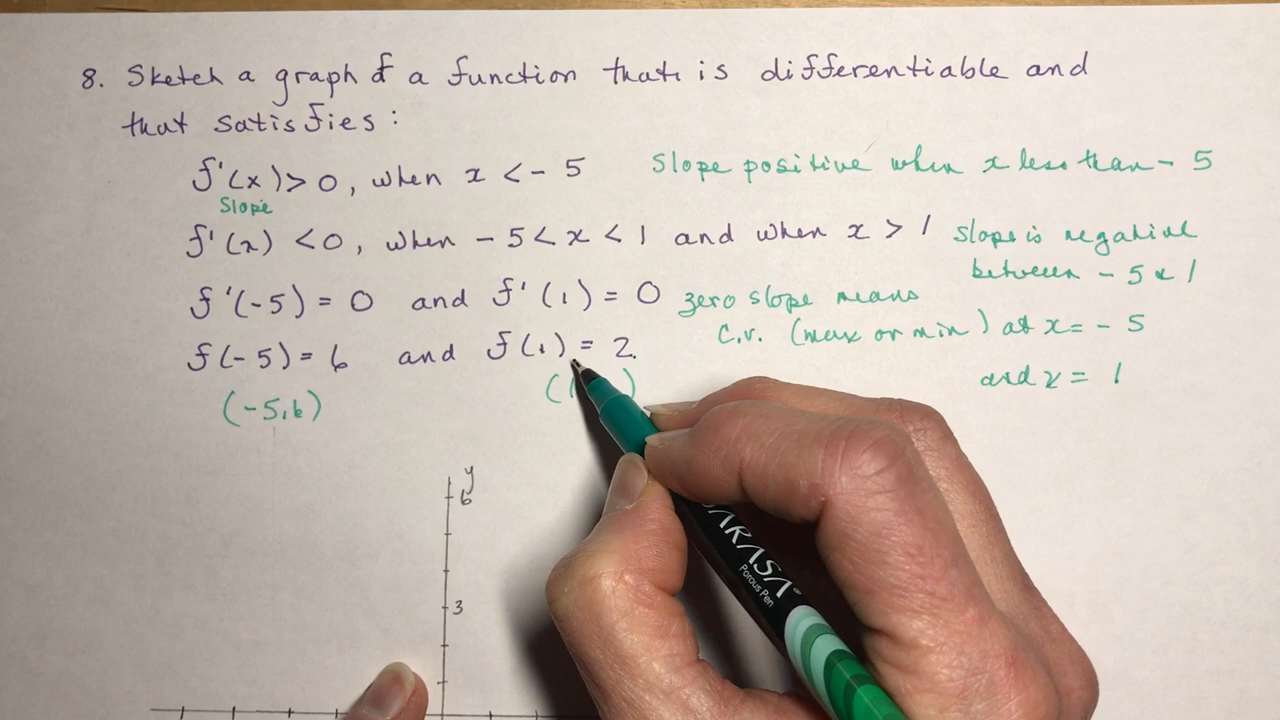 8. Sketch a graph of a function that is differentiable and
that satisfies:
f'(x)>0, when x < - 5 Slope positive when x less than - 5
Slope
f'(x) <0, when - 5 < x < 1 and when x > 1 slope is negative
between - 5 & 1
f'(-5) = 0 and f'(1) = 0 zero slope means
C.V. (max or min) at x = - 5
f(-5) = 6 and f(1) = 2.
and x = 1
(-5,6) (1 )
y
6
3
SARASA
Porous Pen